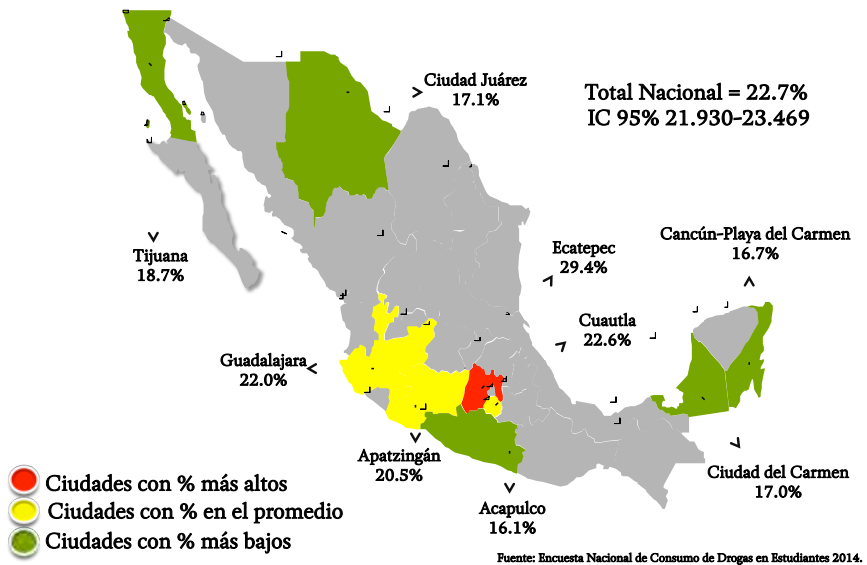 Ciudad Juárez
17.1%
Total Nacional = 22.7%
IC 95% 21.930-23.469
Tijuana
18.7%
Ecatepec
29.4%
Cancún-Playa del Carmen
16.7%
Cuautla
22.6%
Guadalajara
22.0%
Apatzingán
20.5%
Acapulco
16.1%
Ciudad del Carmen
17.0%
Ciudades con % más altos
Ciudades con % en el promedio
Ciudades con % más bajos
Fuente: Encuesta Nacional de Consumo de Drogas en Estudiantes 2014.